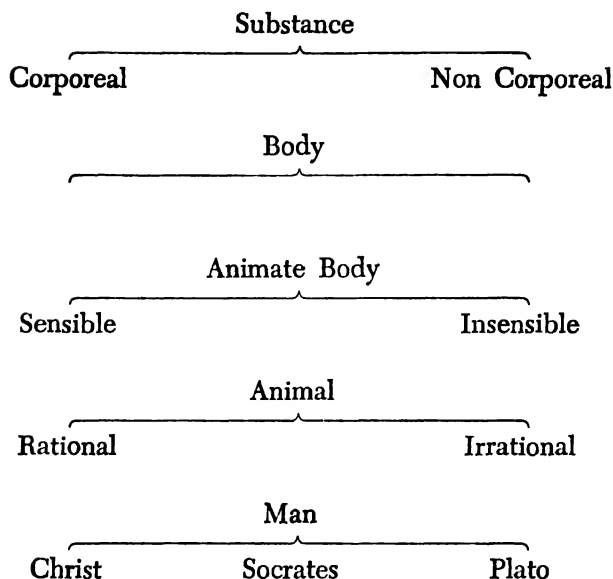 Substance
Corporeal Non Corporeal
Body
Animate Body
Sensible Insensible
Animal
Rational Irrational
Man
Christ Socrates Plato